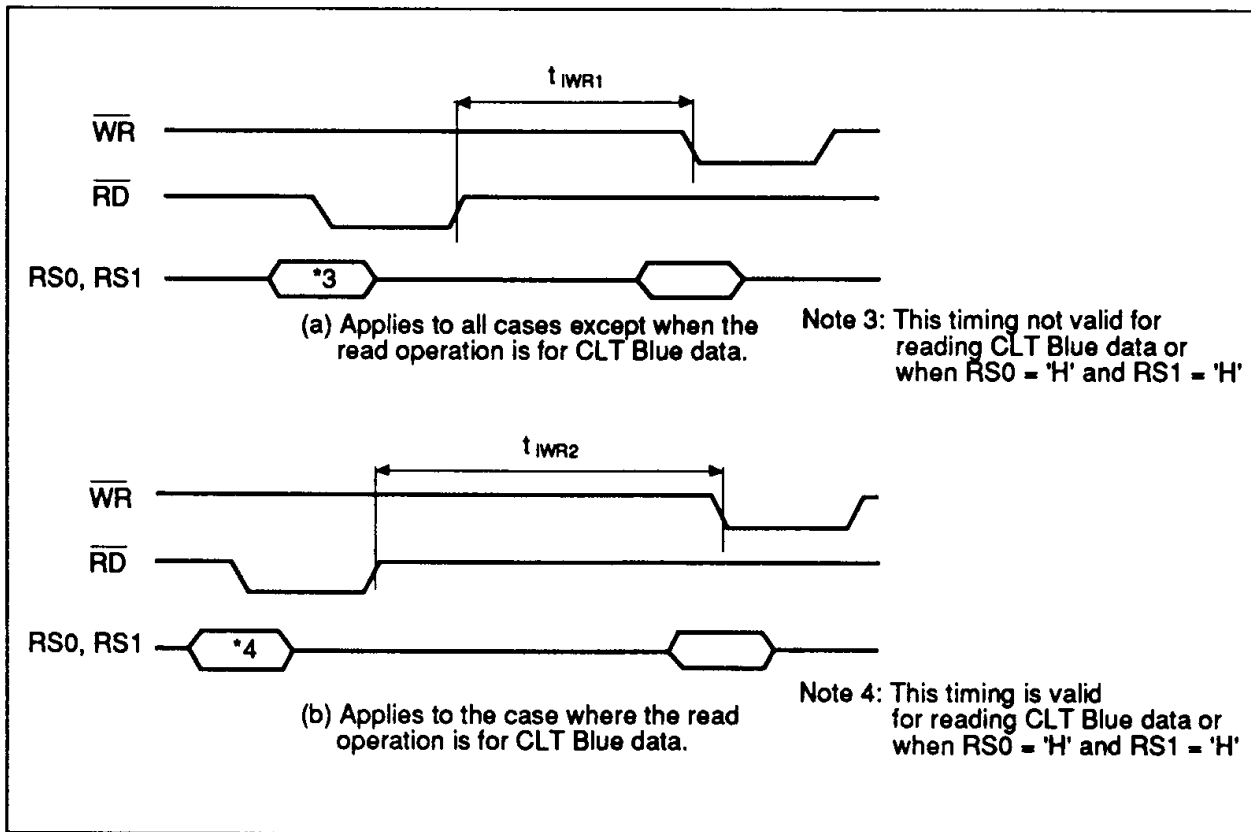 t IWR1
WR
RD
RS0, RS1
*3
(a) Applies to all cases except when the
read operation is for CLT Blue data.
Note 3: This timing not valid for
reading CLT Blue data or
when RS0 = 'H' and RS1 = 'H'
t IWR2
WR
RD
RS0, RS1
*4
(b) Applies to the case where the read
operation is for CLT Blue data.
Note 4: This timing is valid
for reading CLT Blue data or
when RS0 = 'H' and RS1 = 'H'